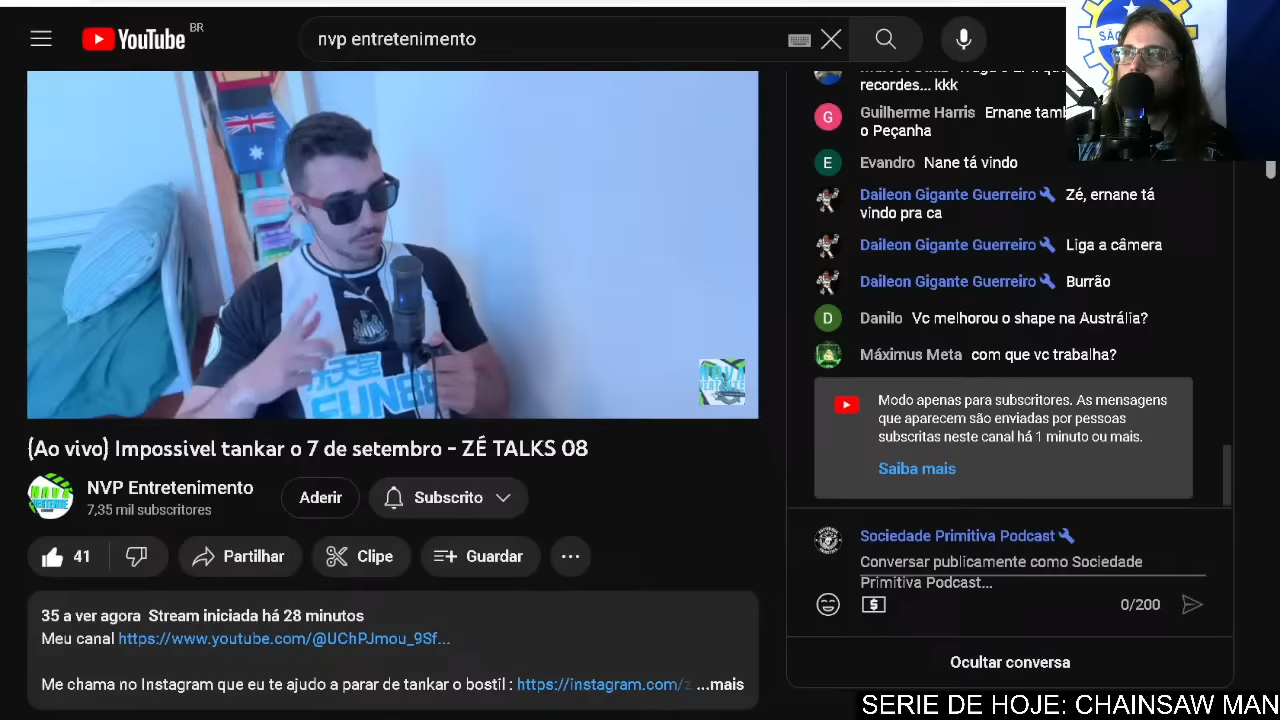 YouTube BR
nvp entretenimento
SÃO
recordes... kkk
Guilherme Harris Ernane tam
o Peçanha
Evandro Nane tá vindo
Daileon Gigante Guerreiro Zé, ernane tá
vindo pra ca
Daileon Gigante Guerreiro Liga a câmera
Daileon Gigante Guerreiro Burrão
Danilo Vc melhorou o shape na Austrália?
Máximus Meta com que vc trabalha?
Modo apenas para subscritores. As mensagens
que aparecem são enviadas por pessoas
subscritas neste canal há 1 minuto ou mais.
Saiba mais
Sociedade Primitiva Podcast
Conversar publicamente como Sociedade
Primitiva Podcast...
0/200
Ocultar conversa
FUN88
(Ao vivo) Impossivel tankar o 7 de setembro - ZÉ TALKS 08
NVP Entretenimento
7,35 mil subscritores
Aderir
Subscrito
41
Partilhar
Clipe
Guardar
35 a ver agora Stream iniciada há 28 minutos
Meu canal https://www.youtube.com/@UChPJmou_9Sf...
Me chama no Instagram que eu te ajudo a parar de tankar o bostil : https://instagram.com/z ...mais
SERIE DE HOJE: CHAINSAW MAN